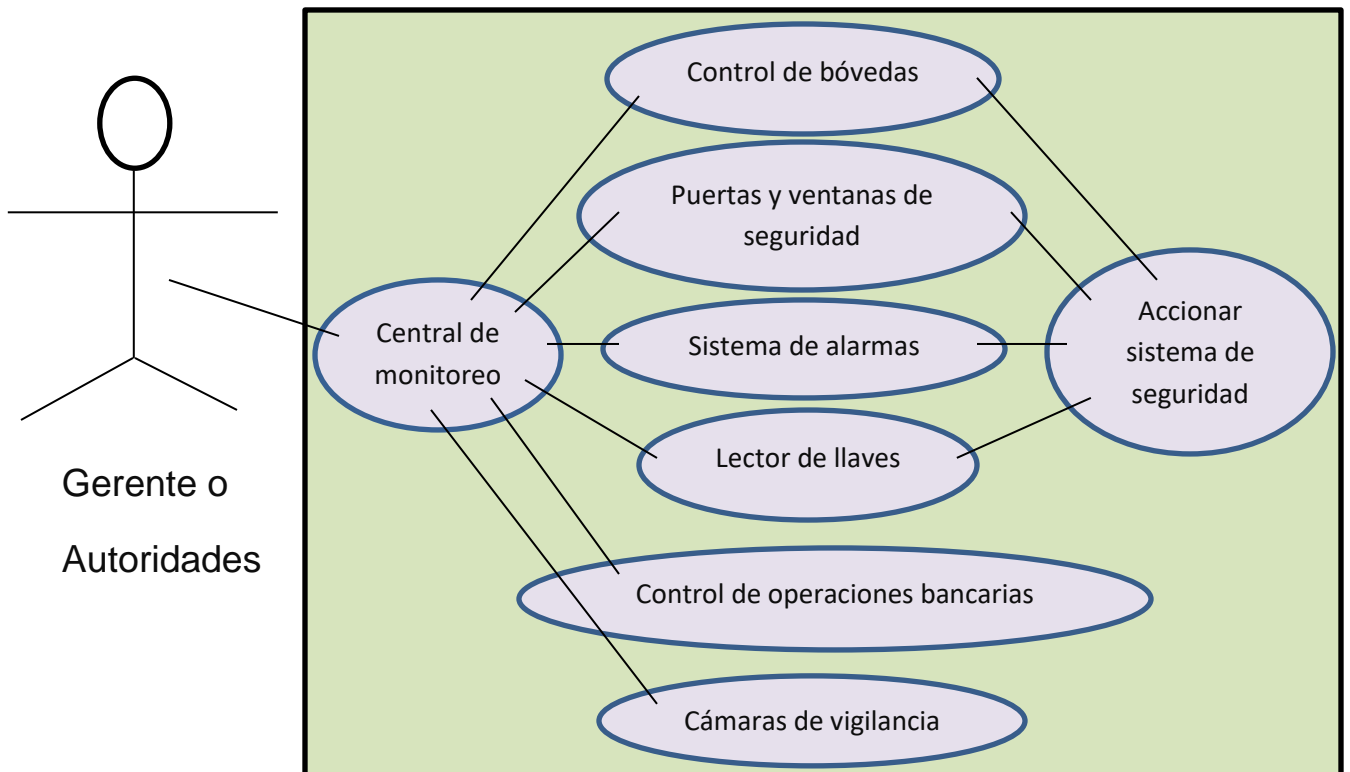 Control de bóvedas
Puertas y ventanas de
seguridad
Central de
monitoreo
Sistema de alarmas
Accionar
sistema de
seguridad
Lector de llaves
Gerente o
Autoridades
Control de operaciones bancarias
Cámaras de vigilancia